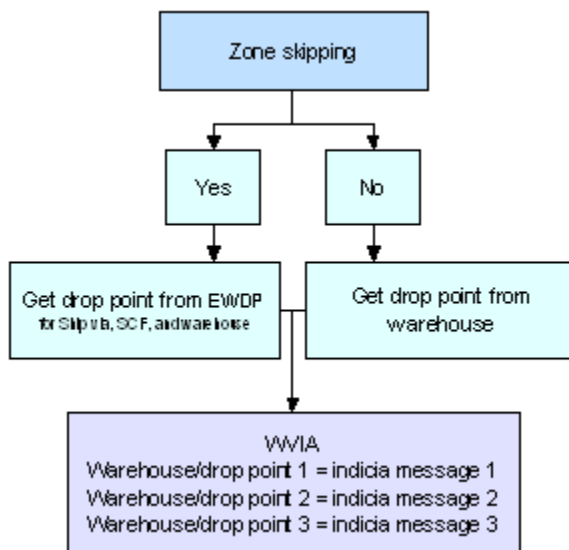 Zone skipping
Yes
No
Get drop point from EWDP
for Ship via, SCF, and warehouse
Get drop point from
warehouse
WVIA
Warehouse/drop point 1 = indicia message 1
Warehouse/drop point 2 = indicia message 2
Warehouse/drop point 3 = indicia message 3